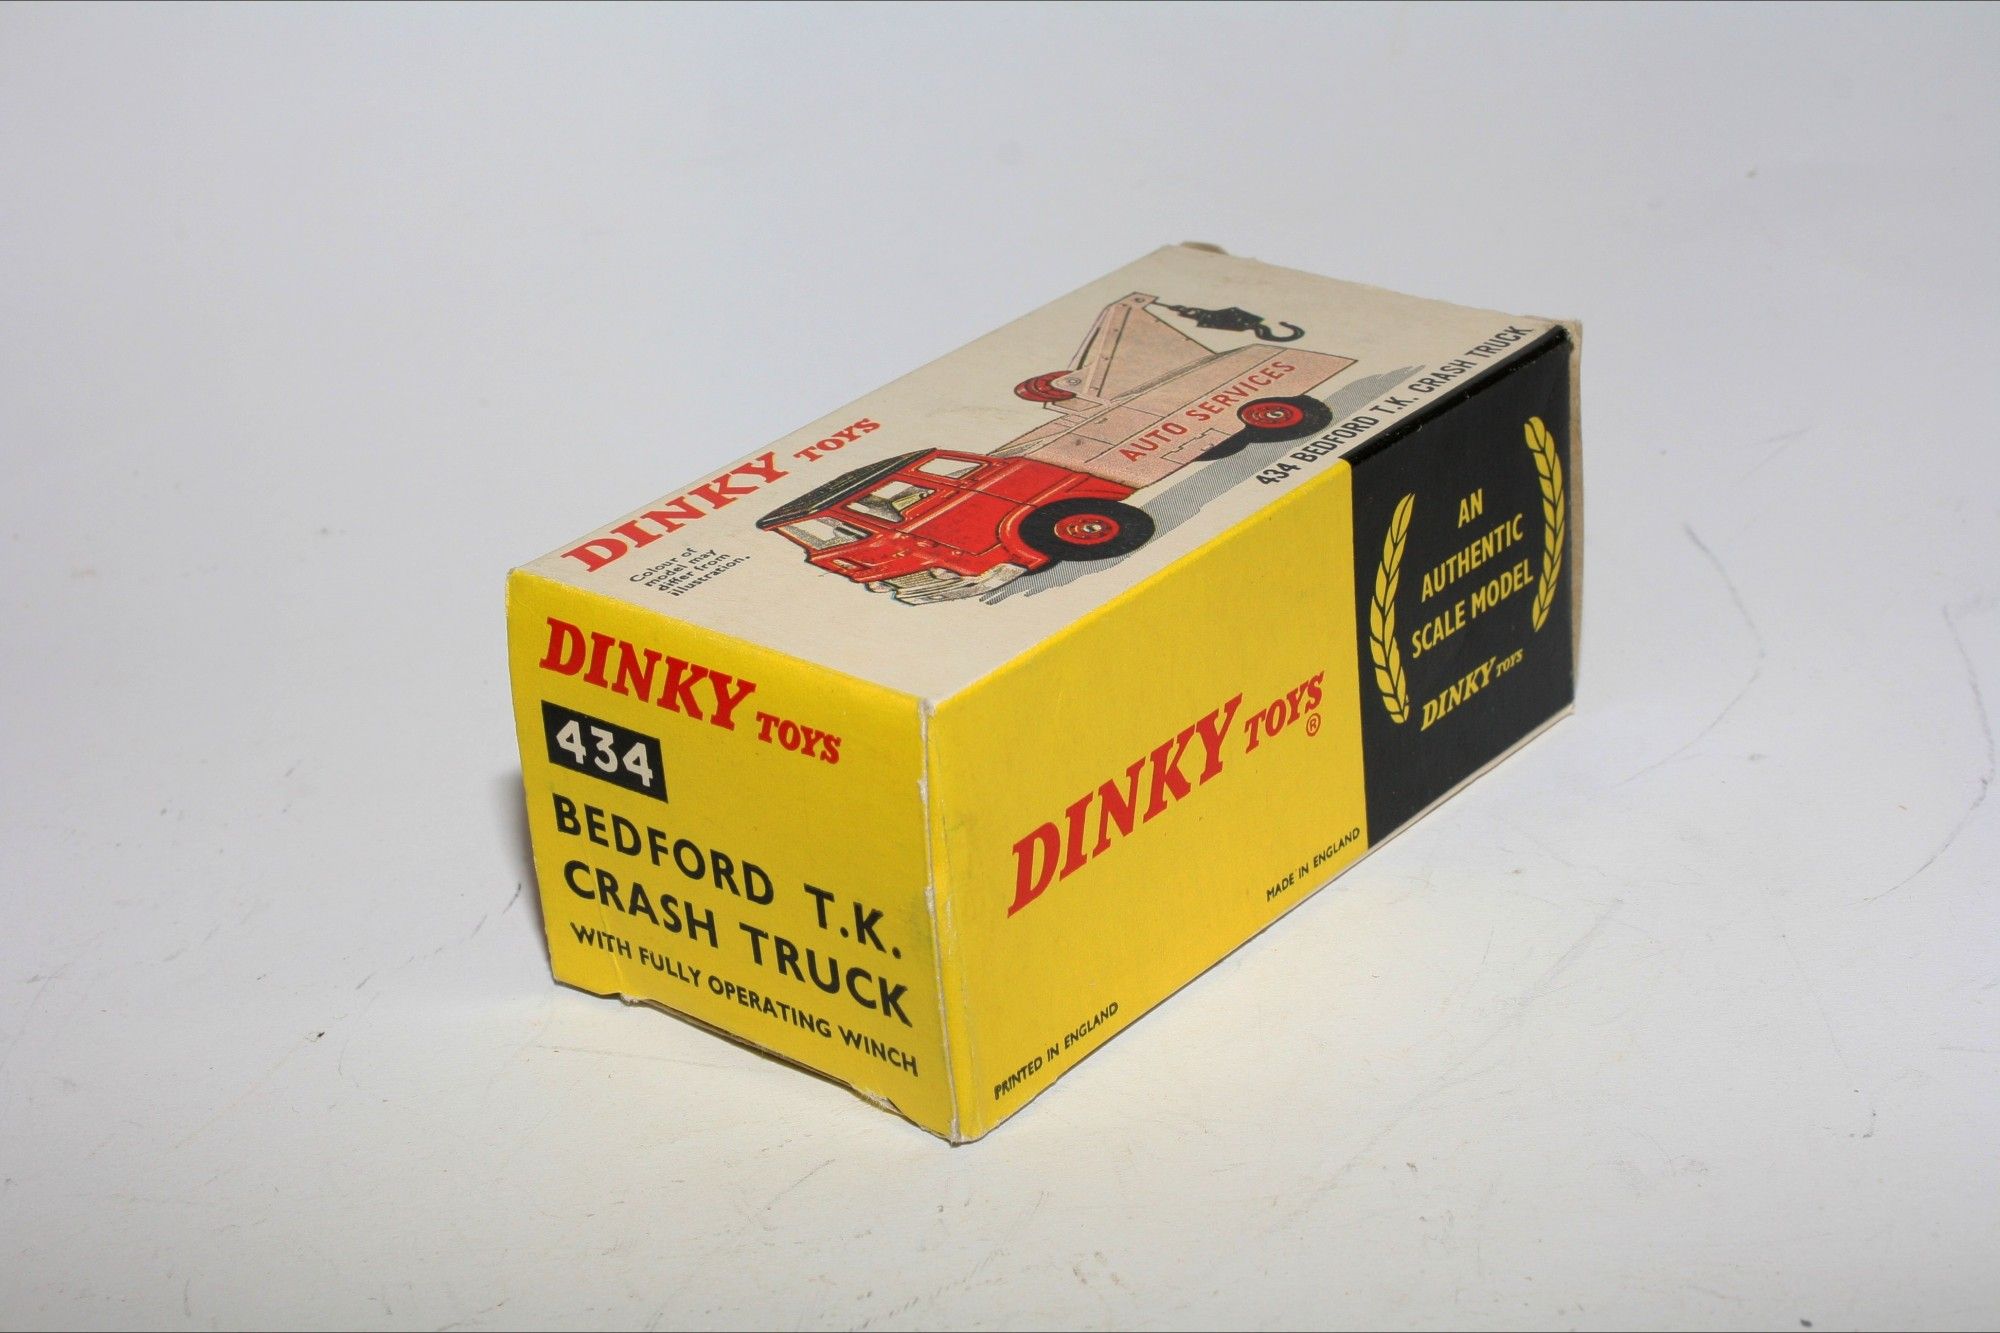 DINKY TOYS
Colour of
model may
differ from
illustration.
AUTO SERVICES
434 BEDFORD T.K. CRASH TRUCK
DINKY TOYS
434
BEDFORD T.K.
CRASH TRUCK
WITH FULLY OPERATING WINCH
DINKY TOYS®
MADE IN ENGLAND
PRINTED IN ENGLAND
AN
AUTHENTIC
SCALE MODEL
DINKY TOYS